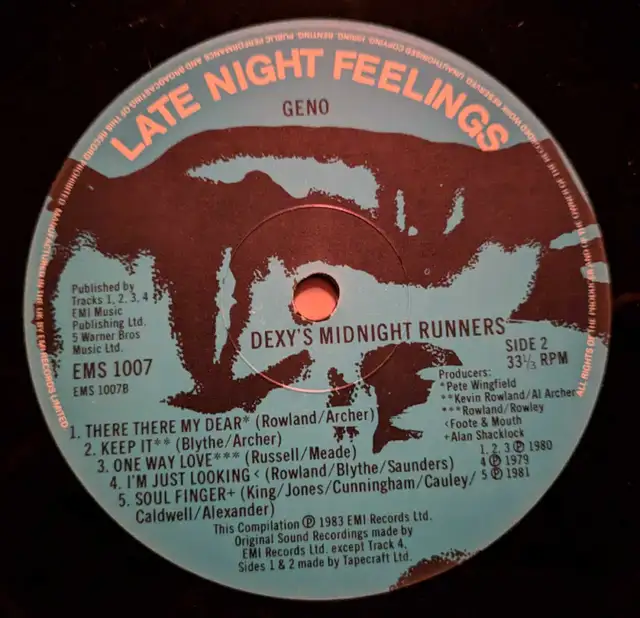 ALL RIGHTS OF THE PRODUCER AND OF THE OWNER OF THE RECORDED WORK RESERVED. UNAUTHORISED COPYING, HIRING, RENTING, PUBLIC PERFORMANCE AND BROADCASTING OF THIS RECORD PROHIBITED. MANUFACTURED IN THE UK BY EMI RECORDS LIMITED
LATE NIGHT FEELINGS
GENO
DEXY'S MIDNIGHT RUNNERS
Published by
Tracks 1, 2, 3, 4
EMI Music
Publishing Ltd.
5 Warner Bros
Music Ltd.
EMS 1007
EMS 1007B
SIDE 2
33⅓ RPM
Producers:
*Pete Wingfield
**Kevin Rowland/Al Archer
***Rowland/Rowley
‹Foote & Mouth
+Alan Shacklock
1, 2, 3 ℗ 1980
4 ℗ 1979
5 ℗ 1981
1. THERE THERE MY DEAR* (Rowland/Archer)
2. KEEP IT** (Blythe/Archer)
3. ONE WAY LOVE*** (Russell/Meade)
4. I'M JUST LOOKING ‹ (Rowland/Blythe/Saunders)
5. SOUL FINGER+ (King/Jones/Cunningham/Cauley/
Caldwell/Alexander)
This Compilation ℗ 1983 EMI Records Ltd.
Original Sound Recordings made by
EMI Records Ltd. except Track 4,
Sides 1 & 2 made by Tapecraft Ltd.